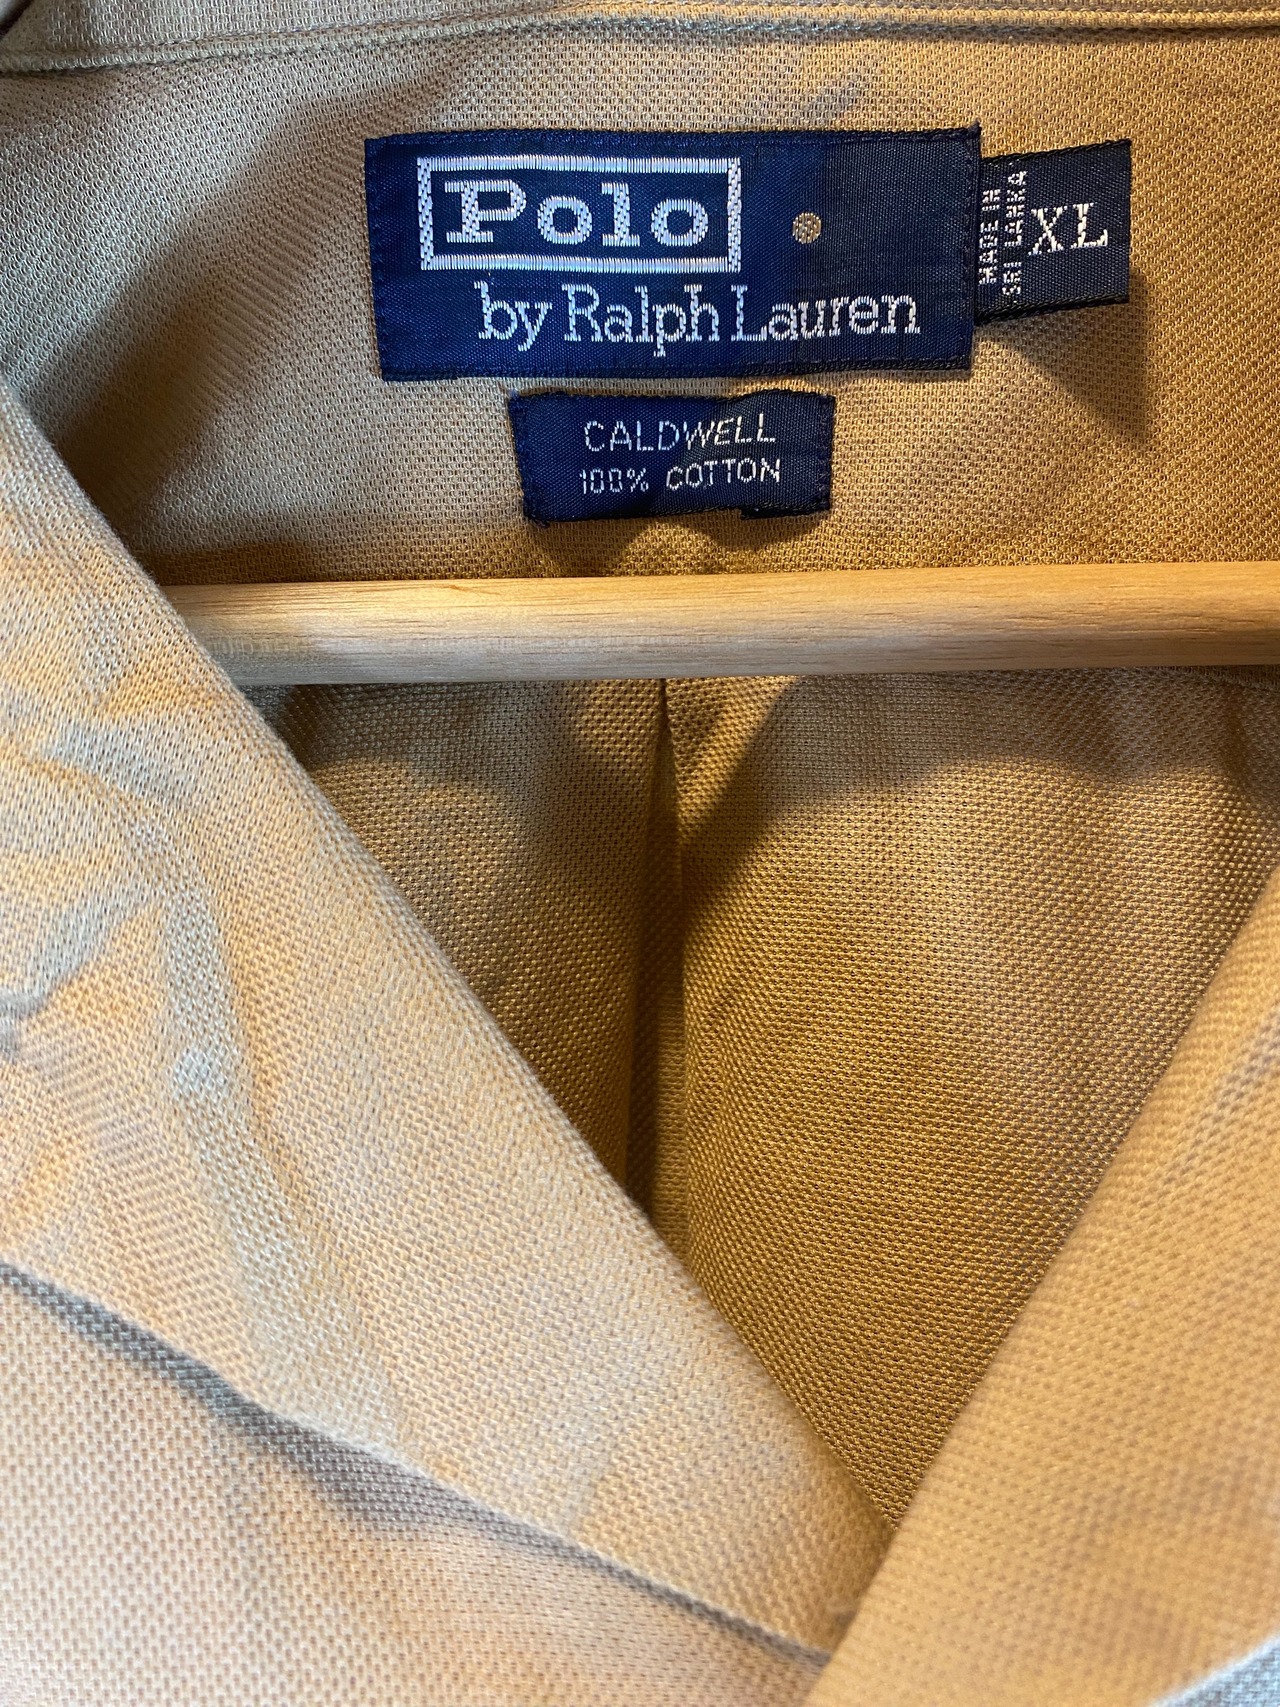 Polo
by Ralph Lauren
MADE IN
SRI LANKA
XL
CALDWELL
100% COTTON